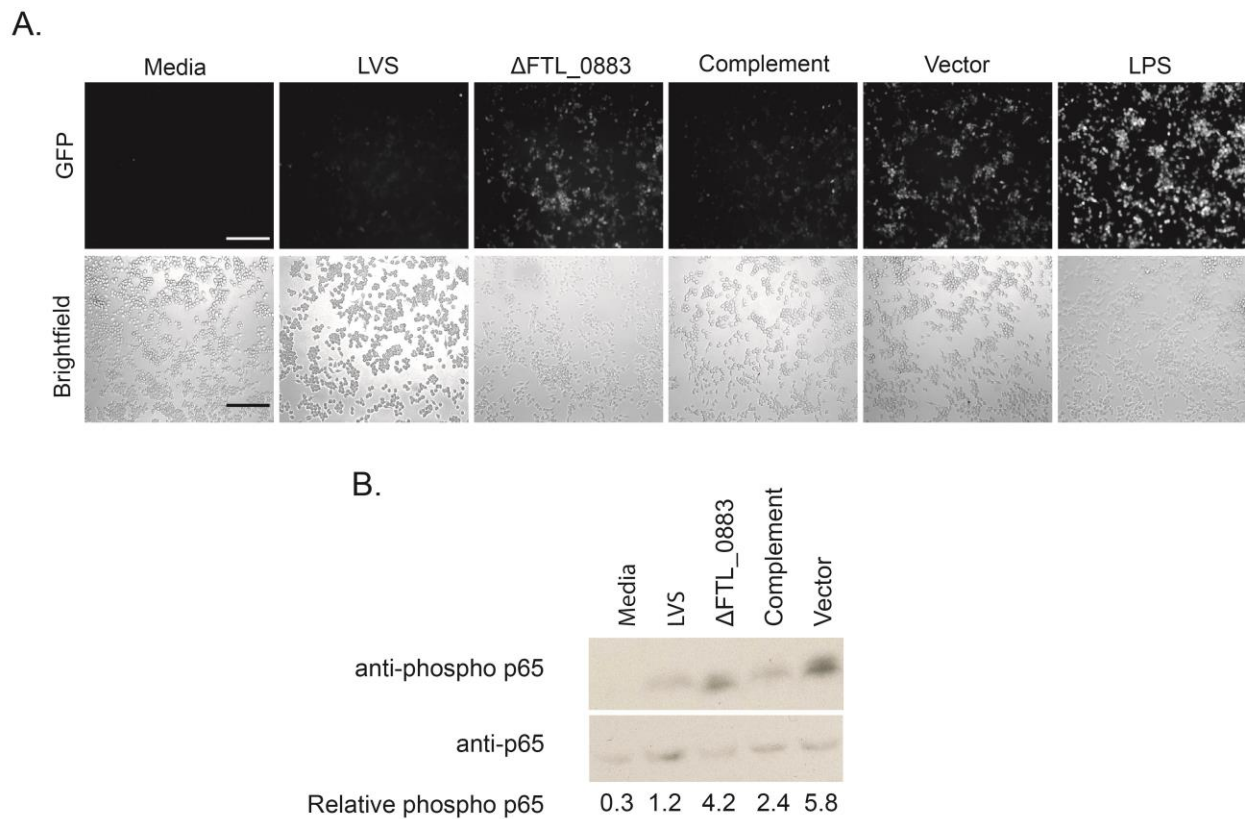 A.
Media LVS ΔFTL_0883 Complement Vector LPS
GFP
Brightfield
B.
Media LVS ΔFTL_0883 Complement Vector
anti-phospho p65
anti-p65
Relative phospho p65 0.3 1.2 4.2 2.4 5.8